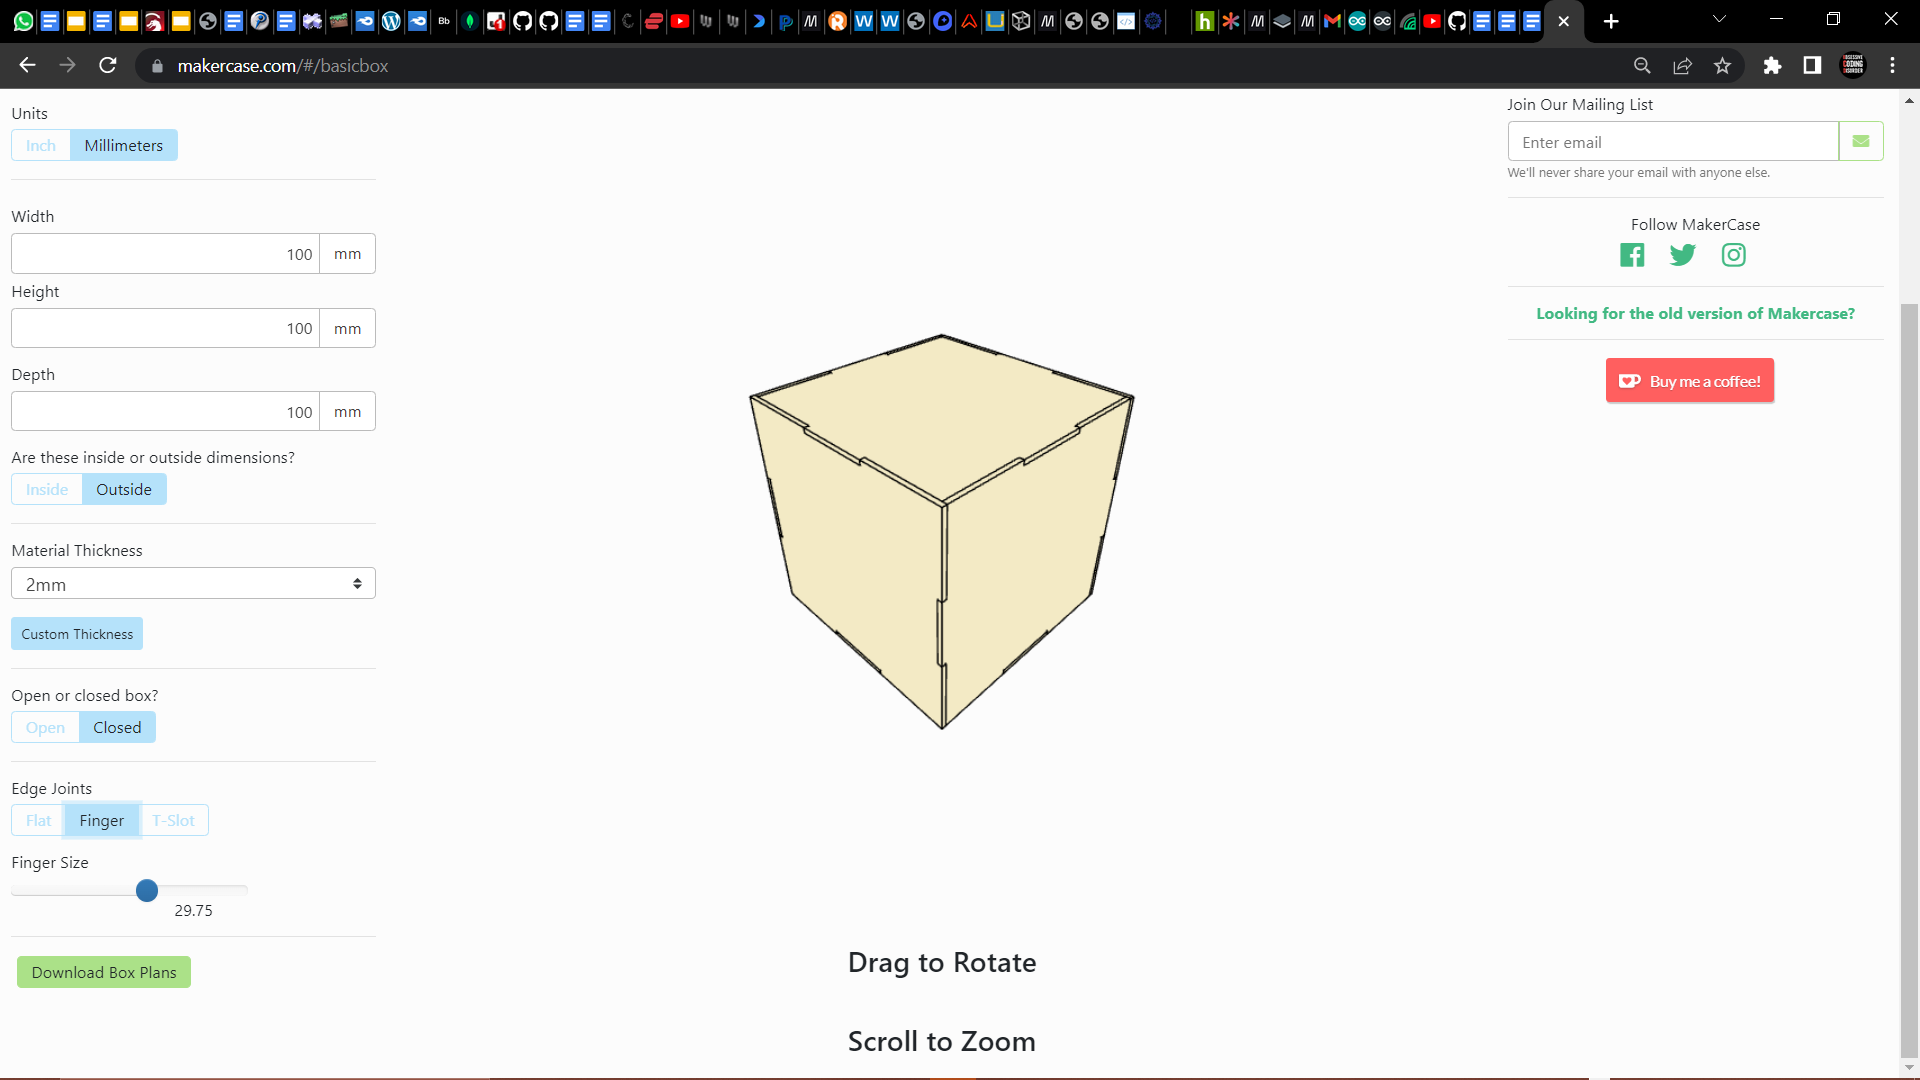 makercase.com/#/basicbox
Units
Inch Millimeters
Width
100 mm
Height
100 mm
Depth
100 mm
Are these inside or outside dimensions?
Inside Outside
Material Thickness
2mm
Custom Thickness
Open or closed box?
Open Closed
Edge Joints
Flat Finger T-Slot
Finger Size
29.75
Download Box Plans
Drag to Rotate
Scroll to Zoom
Join Our Mailing List
Enter email
We'll never share your email with anyone else.
Follow MakerCase
Looking for the old version of Makercase?
Buy me a coffee!